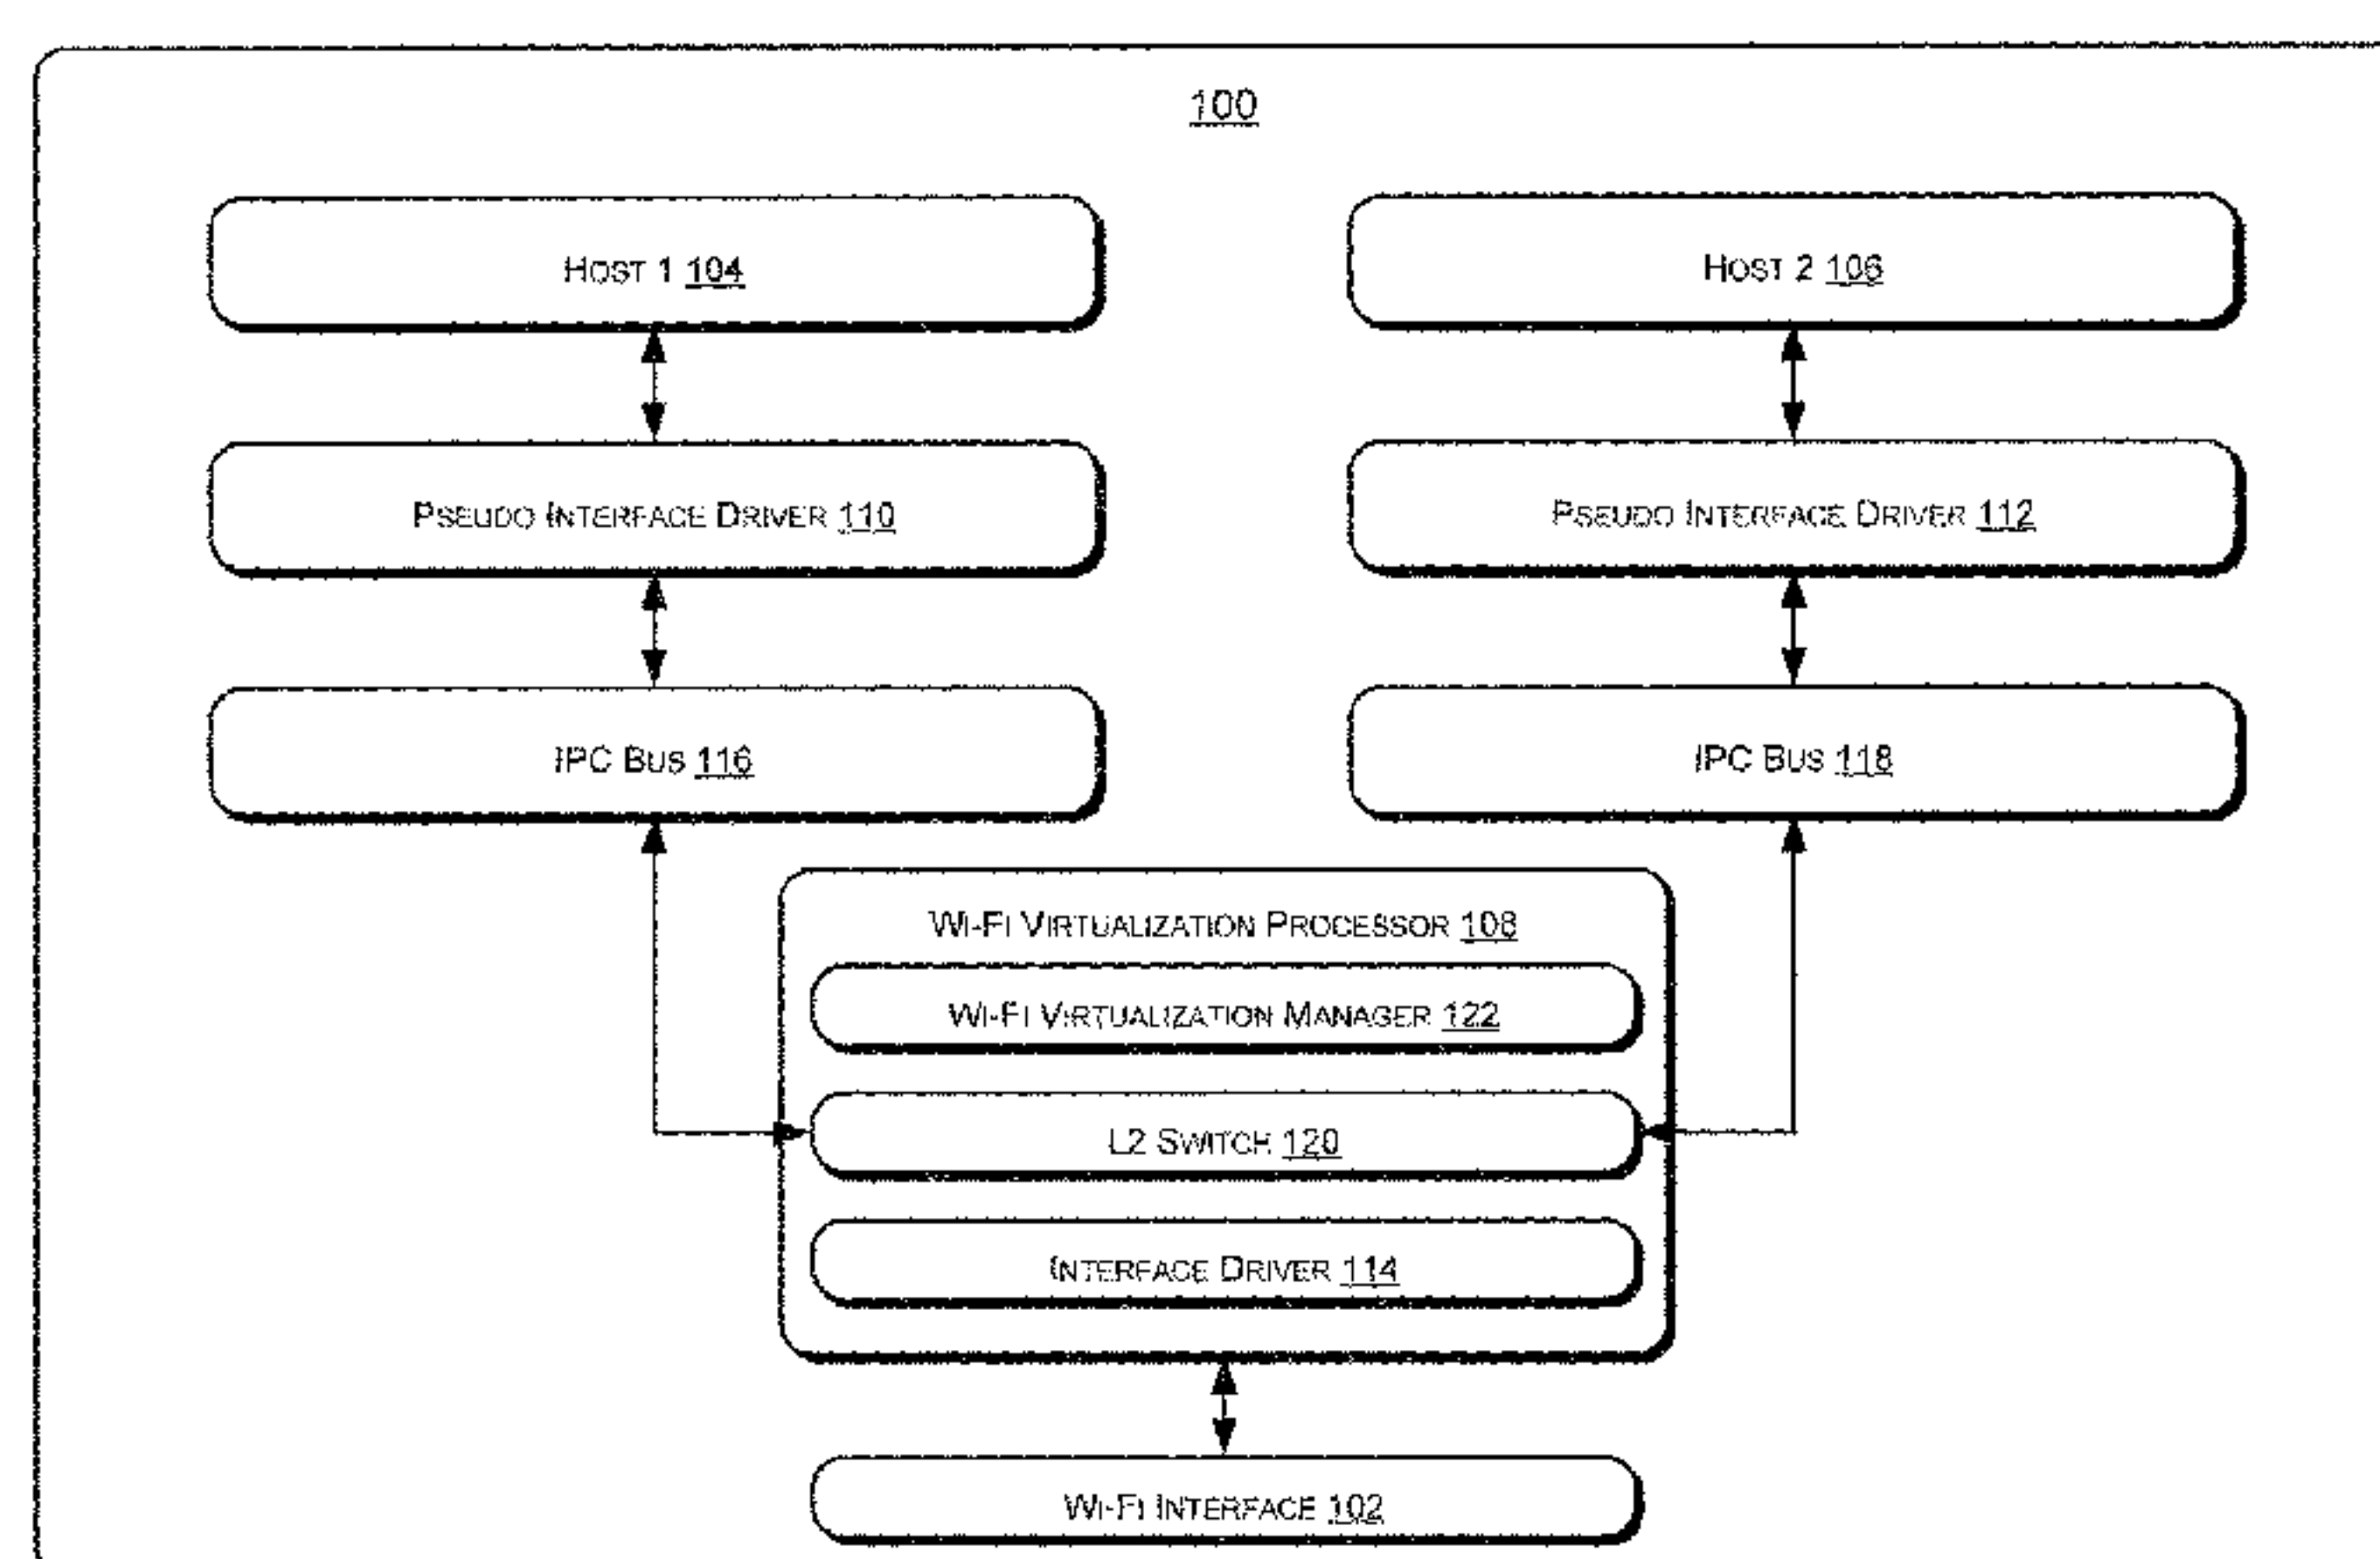 100
HOST 1 104
HOST 2 106
PSEUDO INTERFACE DRIVER 110
PSEUDO INTERFACE DRIVER 112
IPC BUS 116
IPC BUS 118
WI-FI VIRTUALIZATION PROCESSOR 108
WI-FI VIRTUALIZATION MANAGER 122
L2 SWITCH 120
INTERFACE DRIVER 114
WI-FI INTERFACE 102